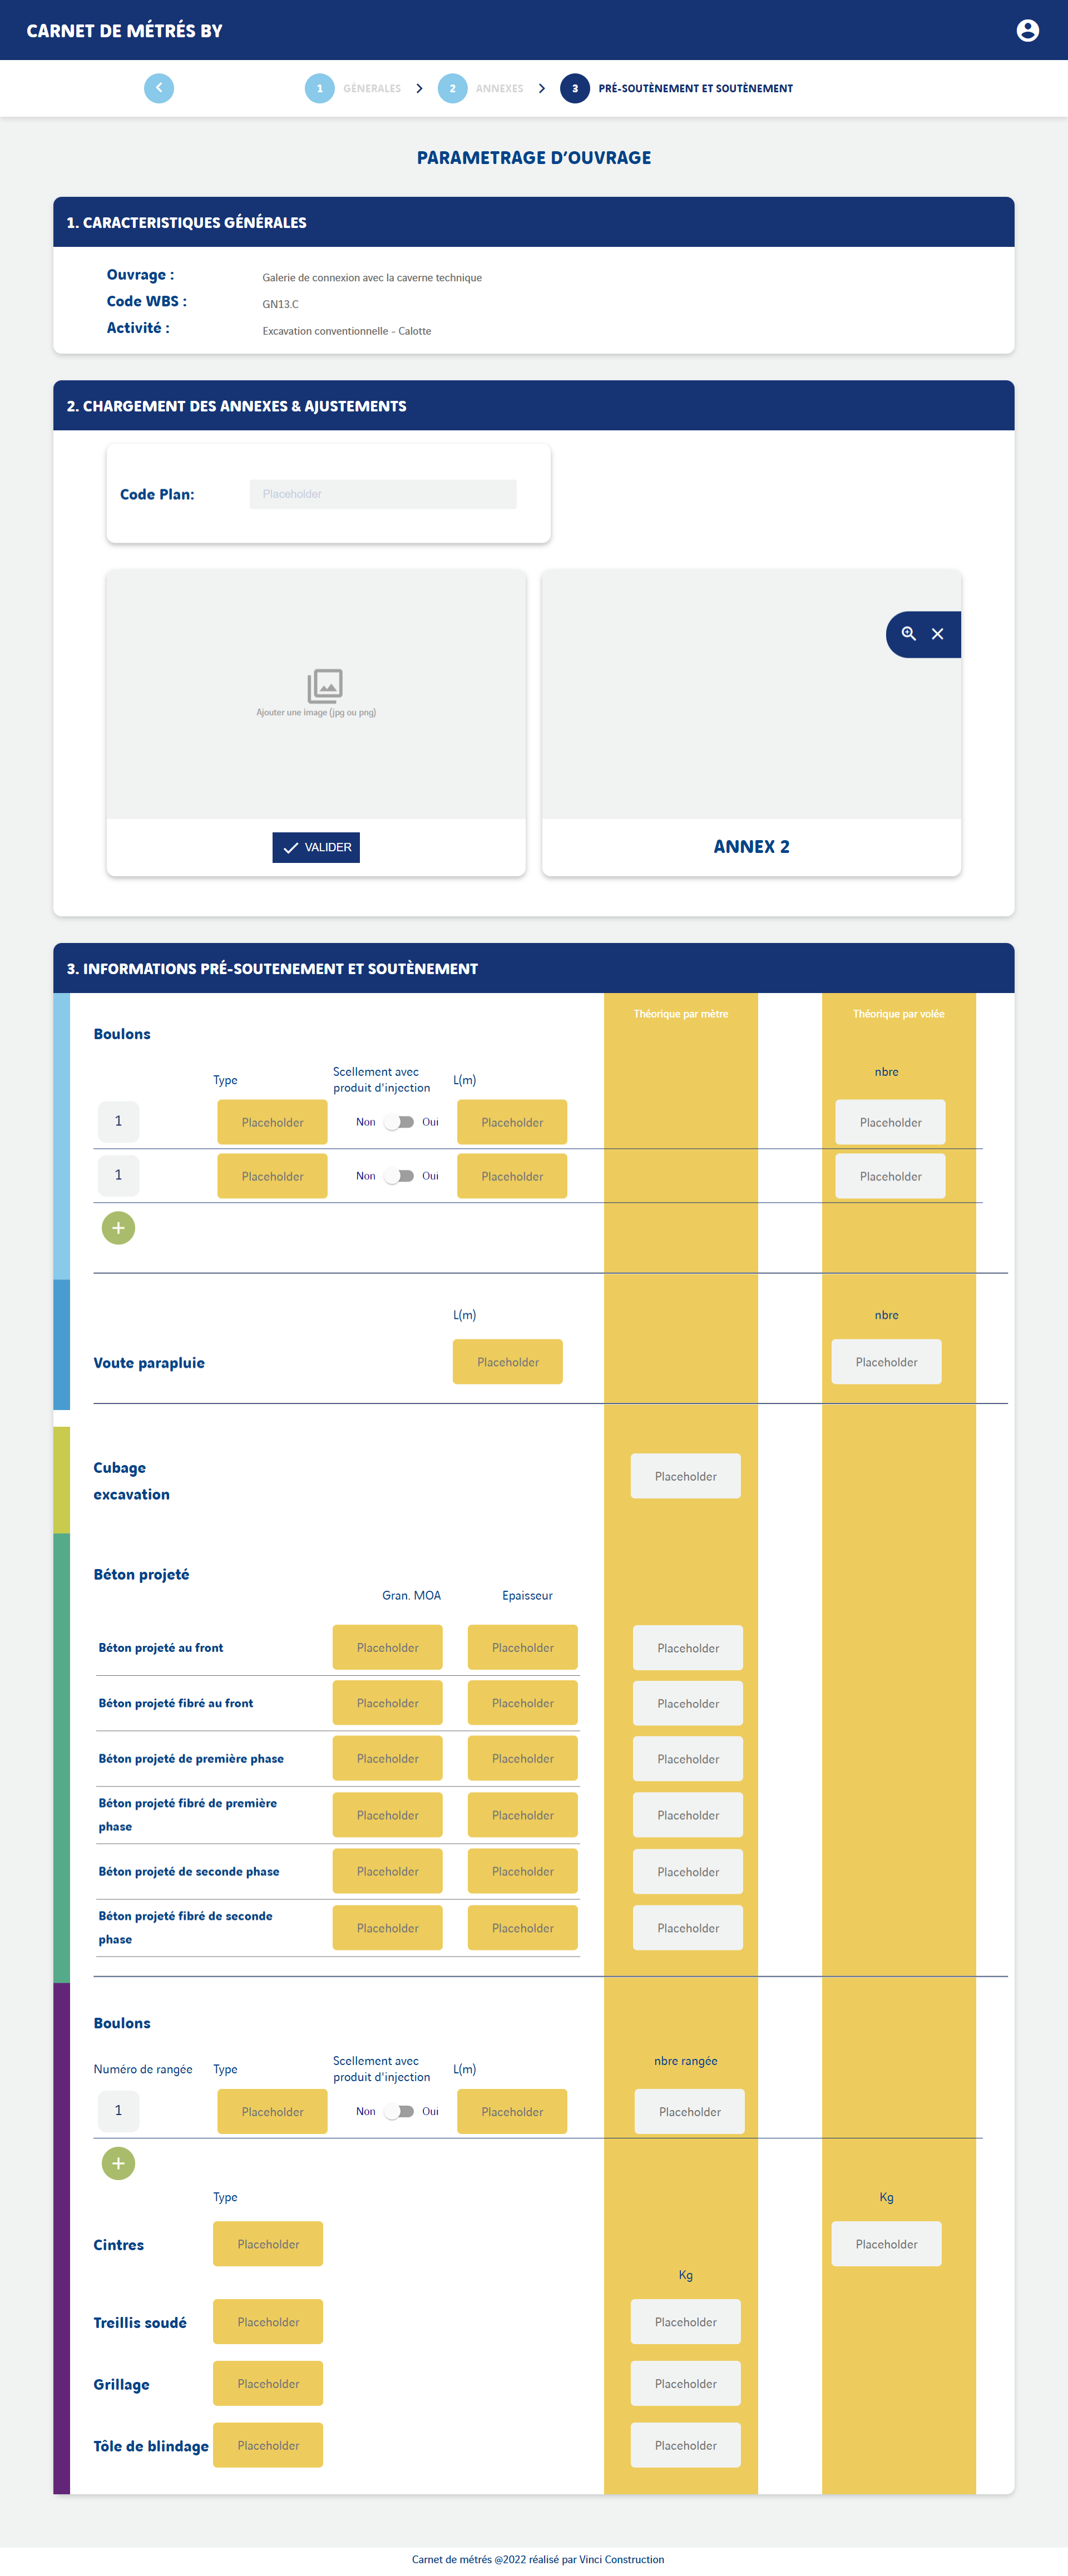 CARNET DE MÉTRÉS BY
1 GÉNERALES 2 ANNEXES 3 PRÉ-SOUTÈNEMENT ET SOUTÈNEMENT
PARAMETRAGE D’OUVRAGE
1. CARACTERISTIQUES GÉNÉRALES
Ouvrage : Galerie de connexion avec la caverne technique
Code WBS : GN13.C
Activité : Excavation conventionnelle - Calotte
2. CHARGEMENT DES ANNEXES & AJUSTEMENTS
Code Plan: Placeholder
Ajouter une image (jpg ou png)
VALIDER
ANNEX 2
3. INFORMATIONS PRÉ-SOUTENEMENT ET SOUTÈNEMENT
Théorique par mètre Théorique par volée
Boulons
Type Scellement avec produit d'injection L(m) nbre
1 Placeholder Non Oui Placeholder Placeholder
1 Placeholder Non Oui Placeholder Placeholder
L(m) nbre
Voute parapluie Placeholder Placeholder
Cubage
excavation
Placeholder
Béton projeté
Gran. MOA Epaisseur
Béton projeté au front Placeholder Placeholder Placeholder
Béton projeté fibré au front Placeholder Placeholder Placeholder
Béton projeté de première phase Placeholder Placeholder Placeholder
Béton projeté fibré de première
phase
Placeholder Placeholder Placeholder
Béton projeté de seconde phase Placeholder Placeholder Placeholder
Béton projeté fibré de seconde
phase
Placeholder Placeholder Placeholder
Boulons
Numéro de rangée Type Scellement avec produit d'injection L(m) nbre rangée
1 Placeholder Non Oui Placeholder Placeholder
Type Kg
Cintres Placeholder Placeholder
Kg
Treillis soudé Placeholder Placeholder
Grillage Placeholder Placeholder
Tôle de blindage Placeholder Placeholder
Carnet de métrés @2022 réalisé par Vinci Construction